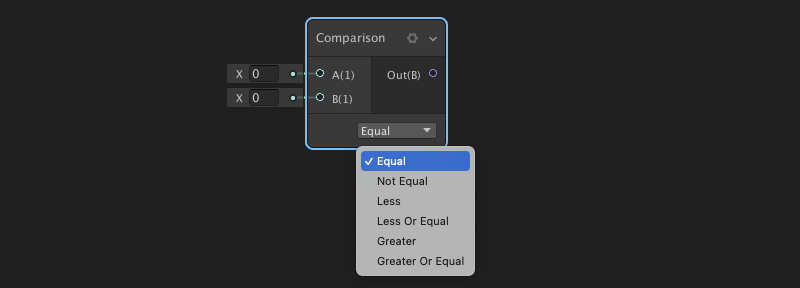 Comparison
X 0 A(1) Out(B)
X 0 B(1)
Equal
Equal
Not Equal
Less
Less Or Equal
Greater
Greater Or Equal